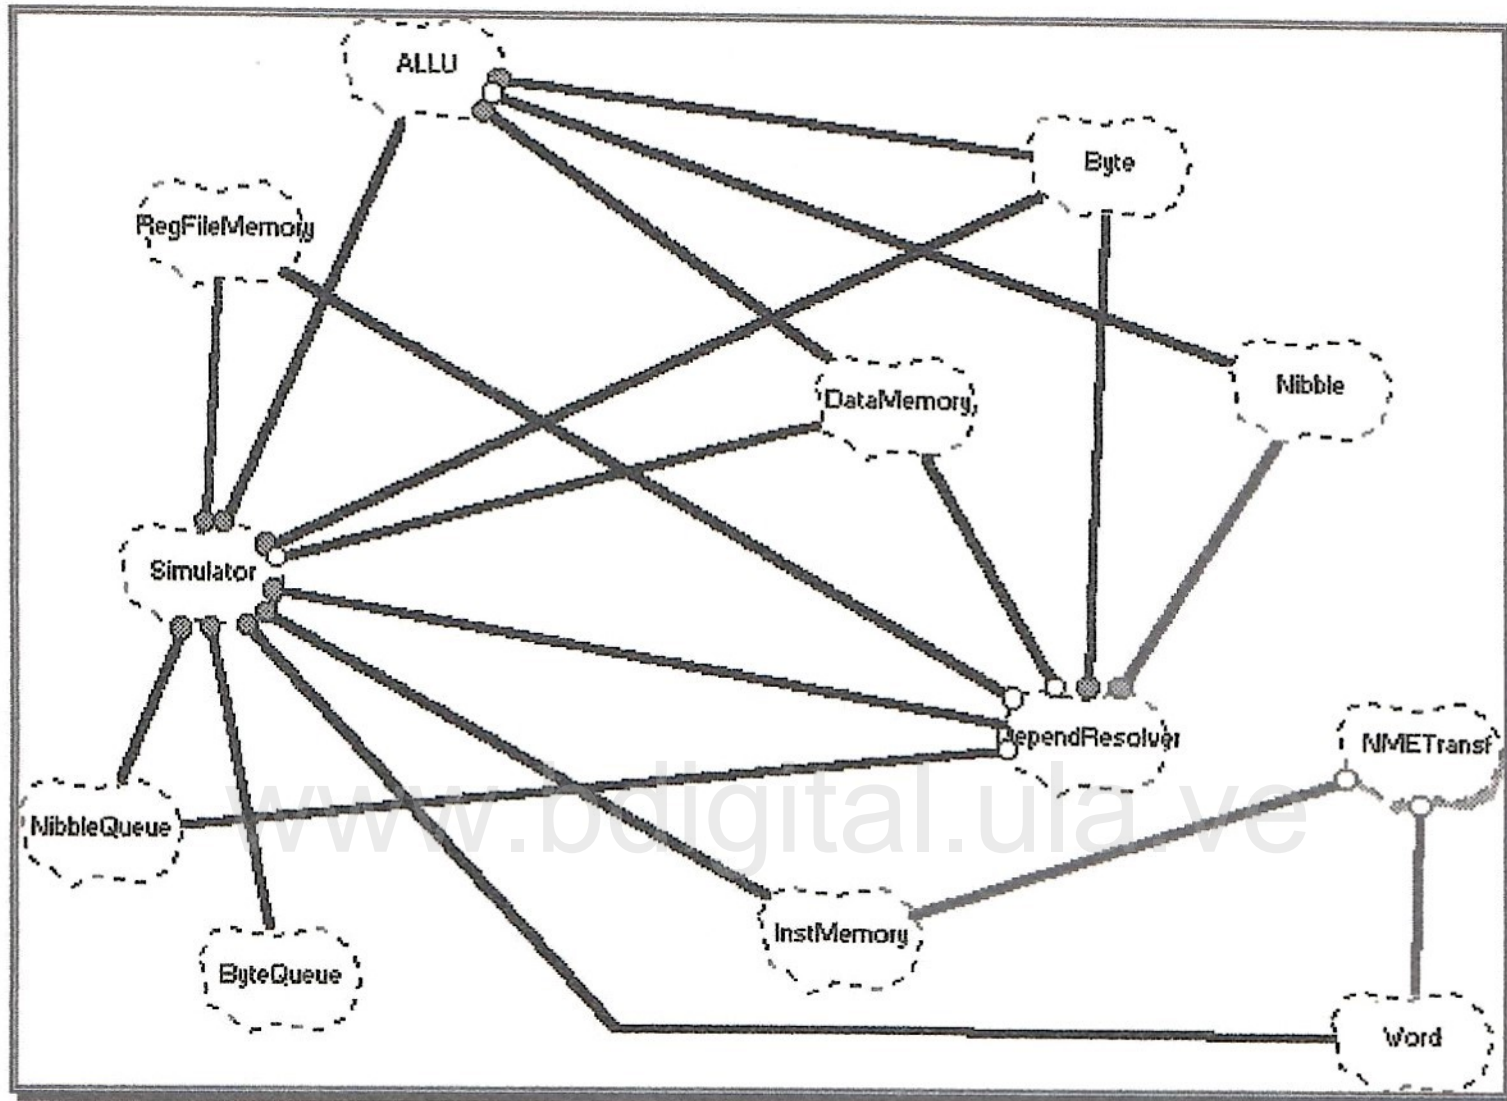 ALLU
Byte
RegFileMemory
Nibble
DataMemory
Simulator
DependResolver
NMETransf
www.bdigital.ula.ve
NibbleQueue
InstMemory
ByteQueue
Word